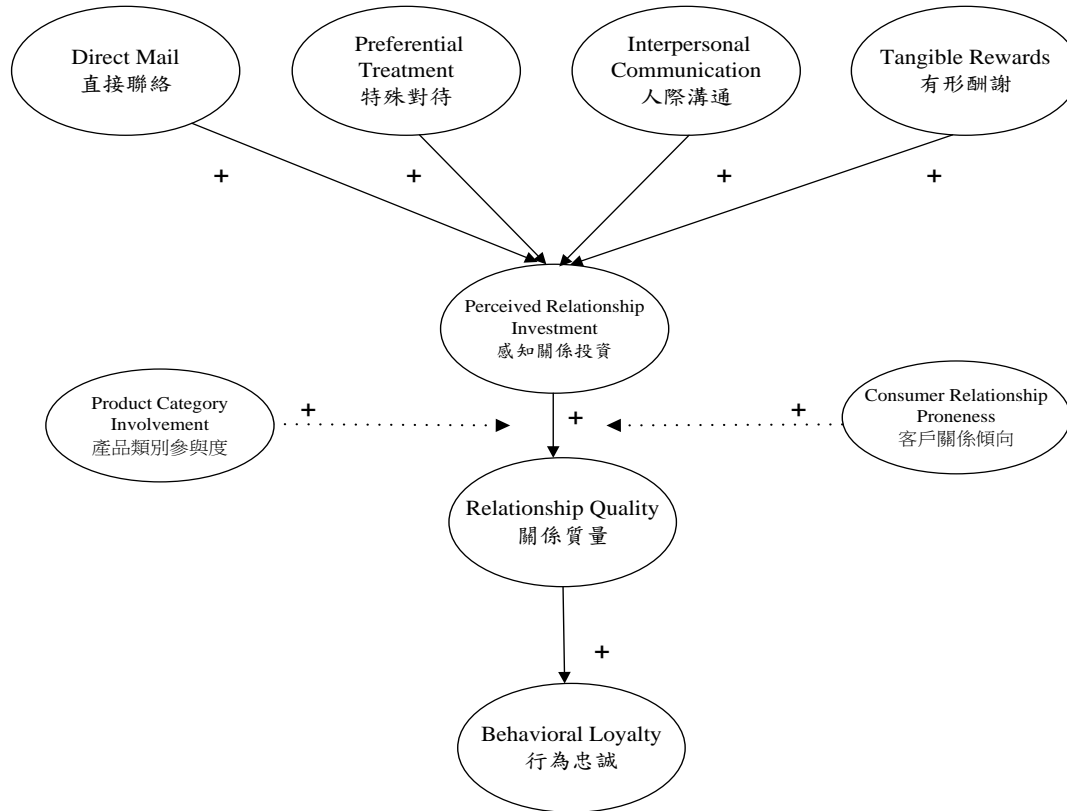 Direct Mail
直接聯絡
Preferential
Treatment
特殊對待
Interpersonal
Communication
人際溝通
Tangible Rewards
有形酬謝
+
+
+
+
Perceived Relationship
Investment
感知關係投資
Product Category
Involvement
產品類別參與度
+
+
+
Consumer Relationship
Proneness
客戶關係傾向
Relationship Quality
關係質量
+
Behavioral Loyalty
行為忠誠